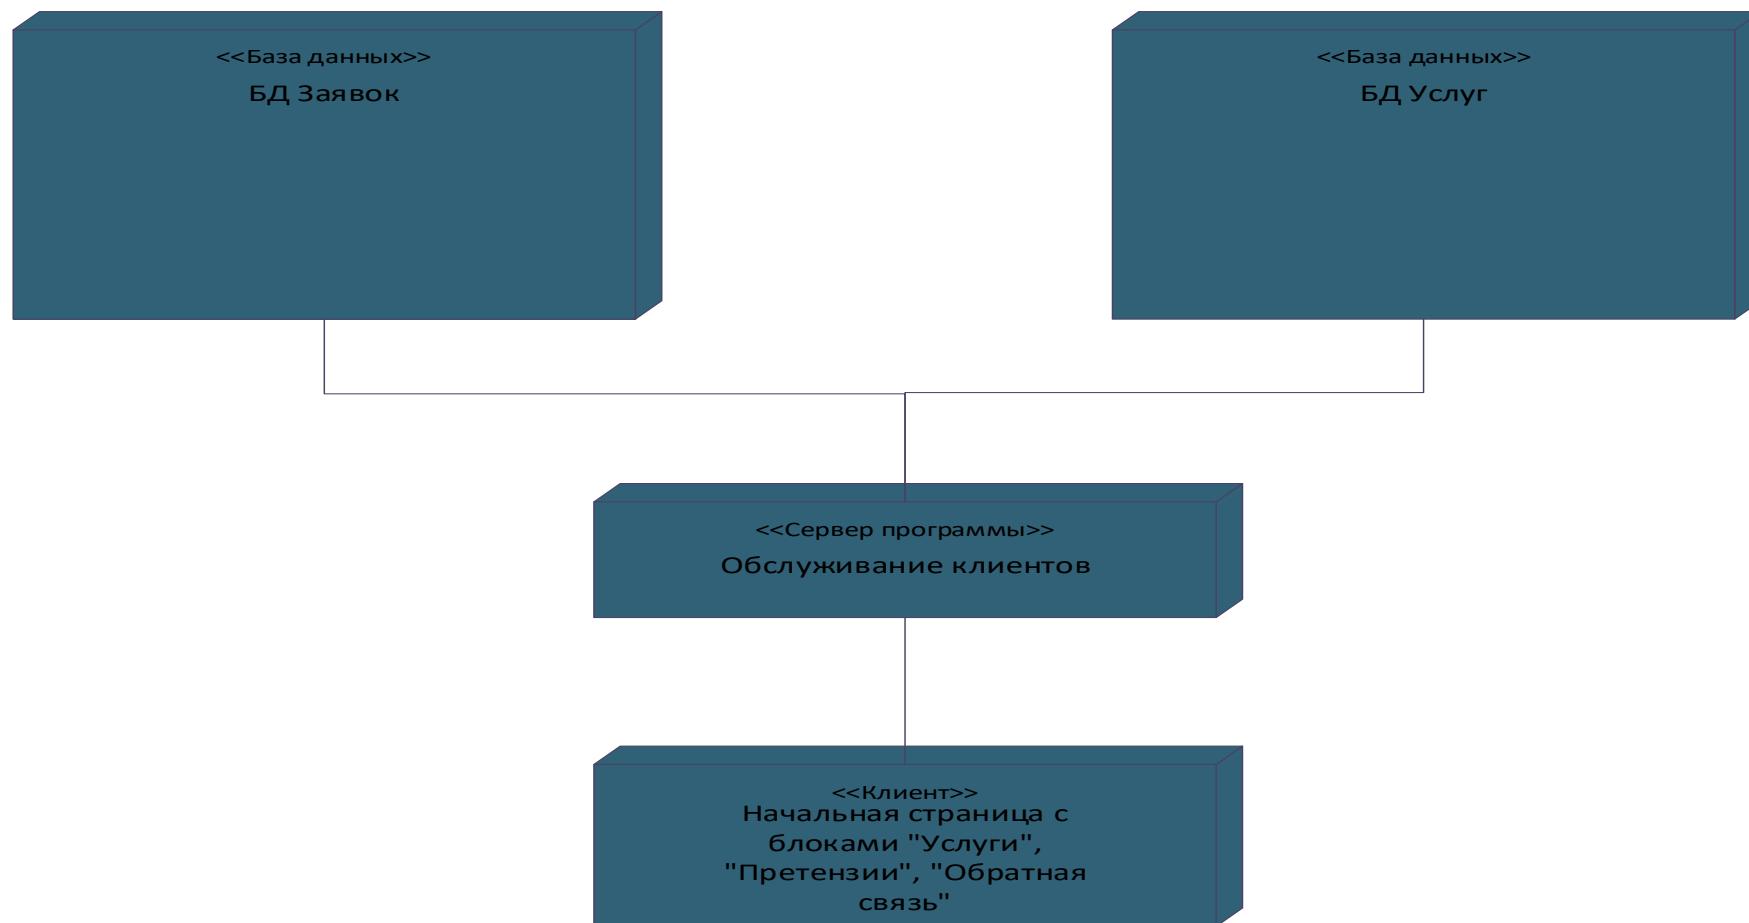 <<База данных>>
БД Заявок
<<База данных>>
БД Услуг
<<Сервер программы>>
Обслуживание клиентов
<<Клиент>>
Начальная страница с
блоками "Услуги",
"Претензии", "Обратная
связь"